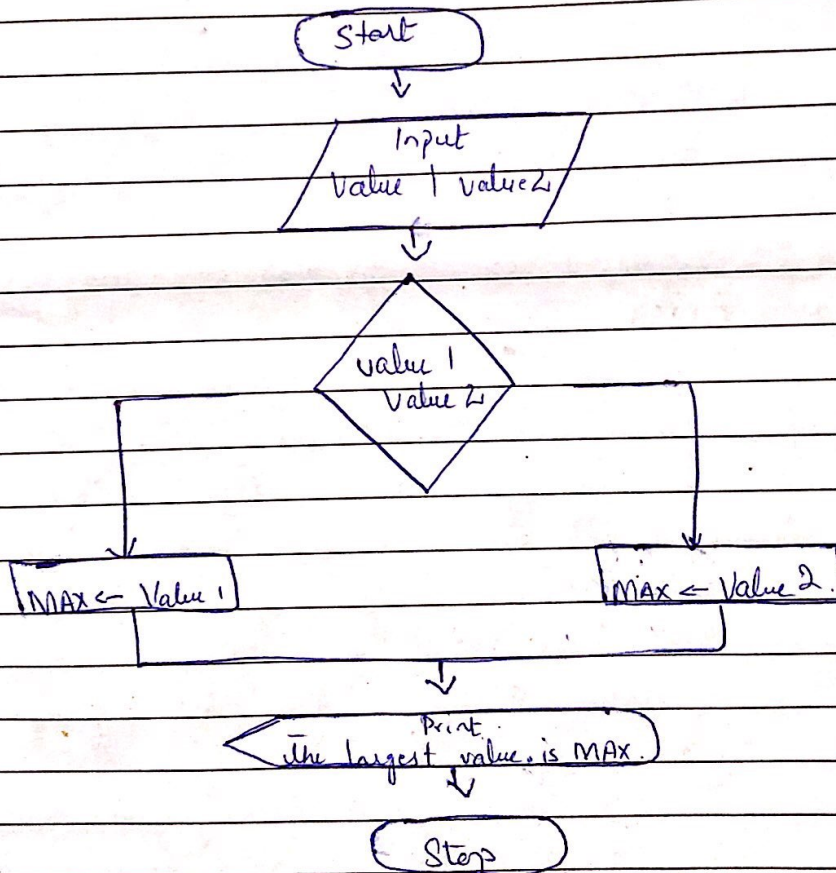 Start
Input
Value 1 value2
value 1
Value 2
MAX ← Value 1
MAX ← Value 2.
Print.
The largest value. is MAX.
Stop